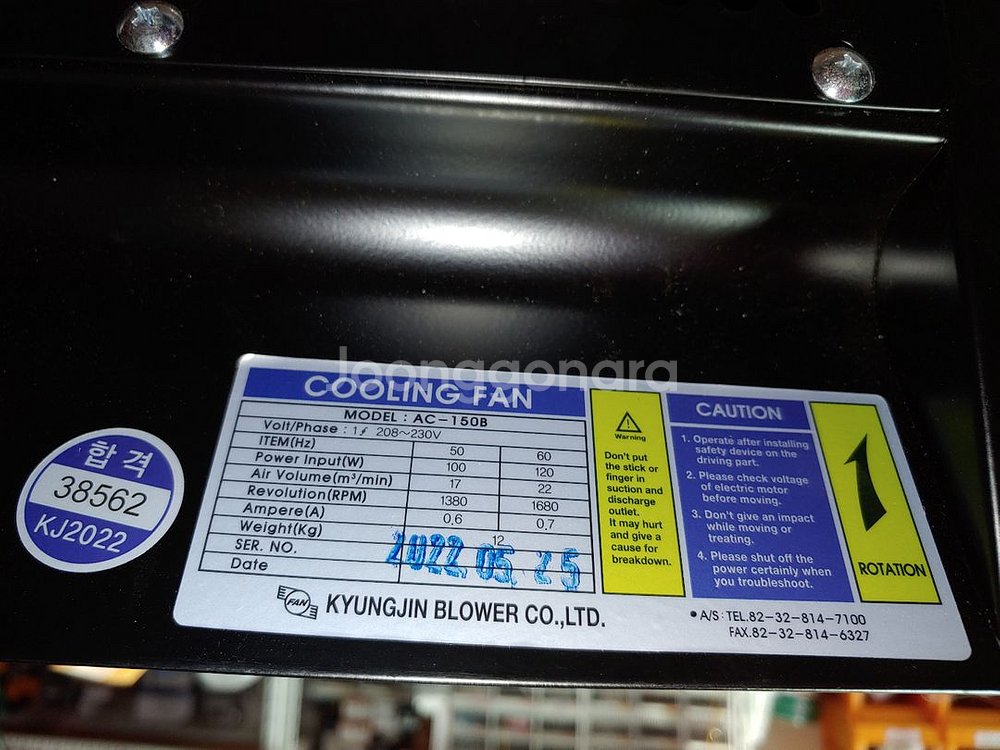 Joonggonara
COOLING FAN
MODEL : AC-150B
Volt/Phase : 1ƒ 208~230V
ITEM(Hz) 50 60
Power Input(W) 100 120
Air Volume(m³/min) 17 22
Revolution(RPM) 1380 1680
Ampere(A) 0,6 0,7
Weight(Kg) 12
SER. NO.
Date 2022. 05. 25
FAN
KYUNGJIN BLOWER CO.,LTD.
Warning
Don't put
the stick or
finger in
suction and
discharge
outlet.
It may hurt
and give a
cause for
breakdown.
CAUTION
1. Operate after installing
safety device on the
driving part.
2. Please check voltage
of electric motor
before moving.
3. Don't give an impact
while moving or
treating.
4. Please shut off the
power certainly when
you troubleshoot.
ROTATION
• A/S : TEL.82-32-814-7100
FAX.82-32-814-6327
합격
38562
KJ2022